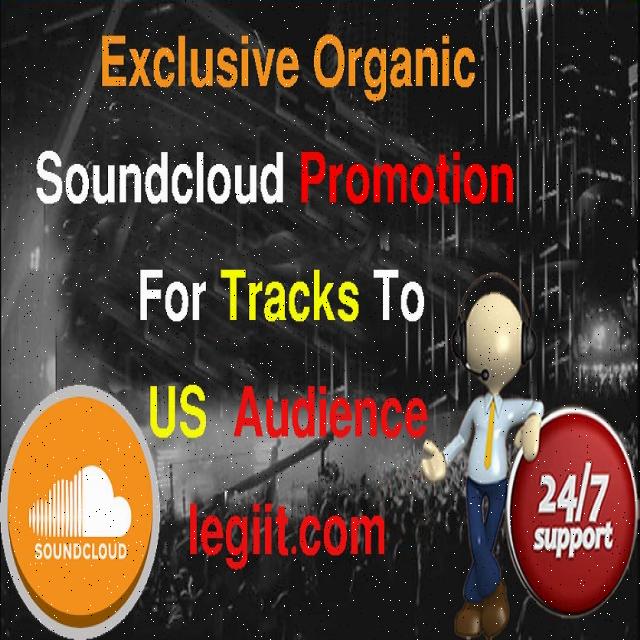 Exclusive Organic
Soundcloud Promotion
For Tracks To
US Audience
legiit.com
SOUNDCLOUD
24/7
support